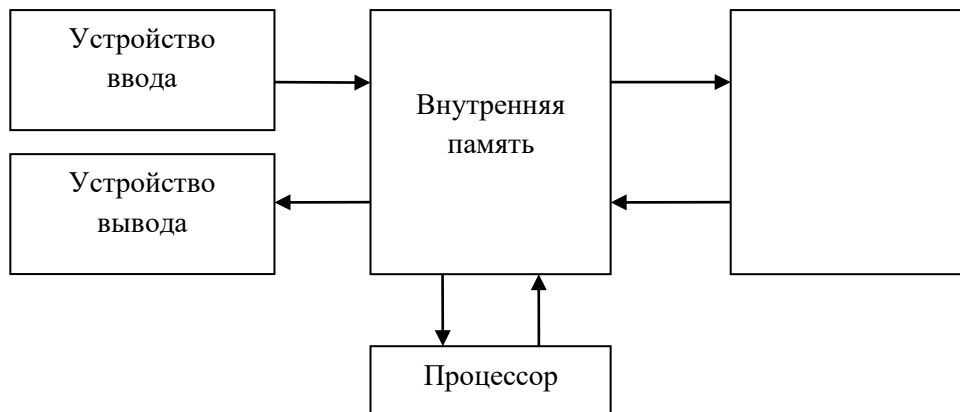 Устройство
ввода
Внутренняя
память
Устройство
вывода
Процессор